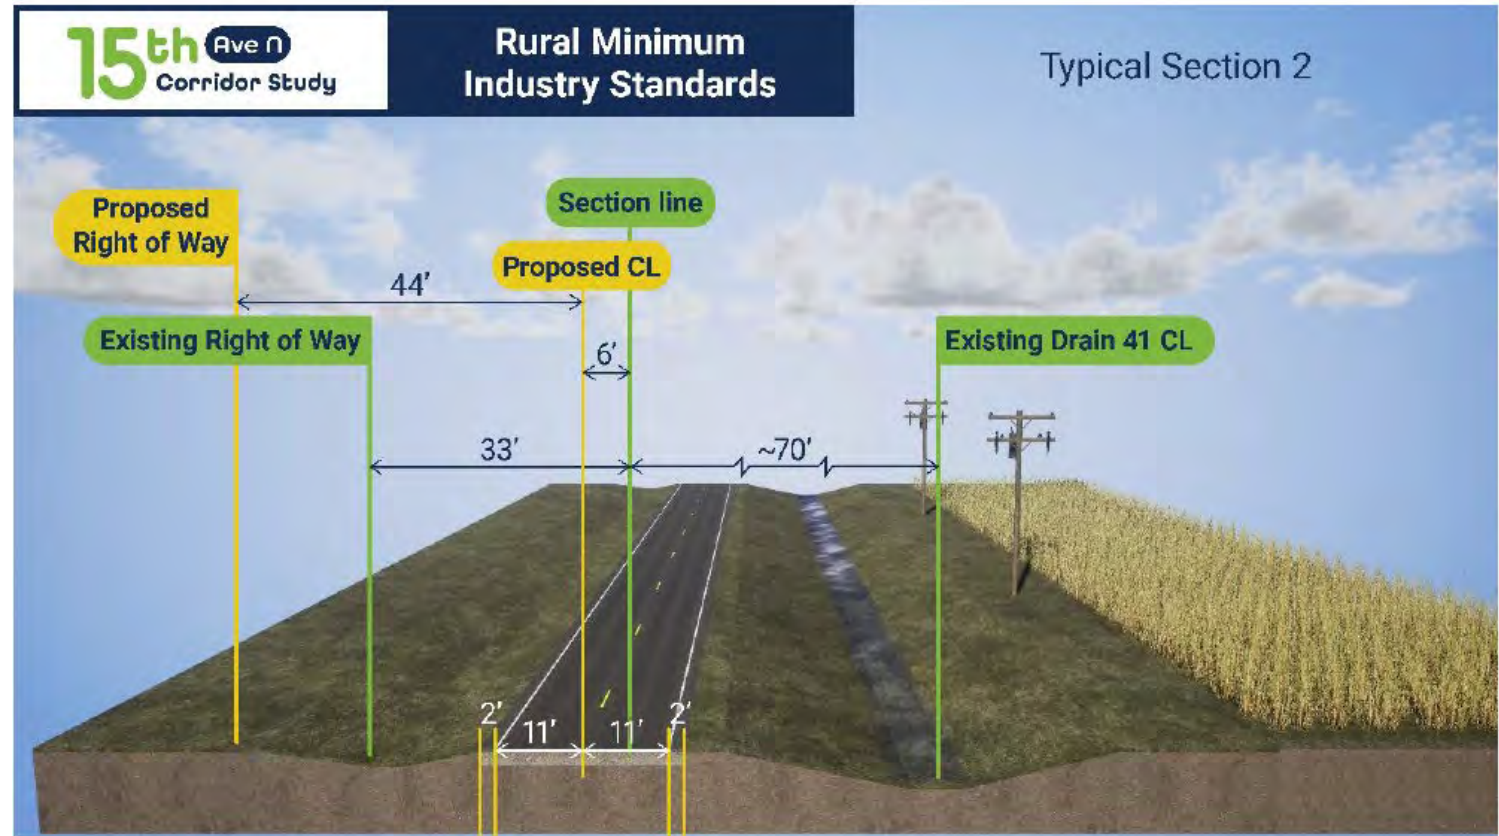 15th Ave N
Corridor Study
Rural Minimum
Industry Standards
Typical Section 2
Proposed
Right of Way
Section line
Proposed CL
44'
Existing Right of Way
6'
Existing Drain 41 CL
33'
~70'
2'
11'
11'
2'